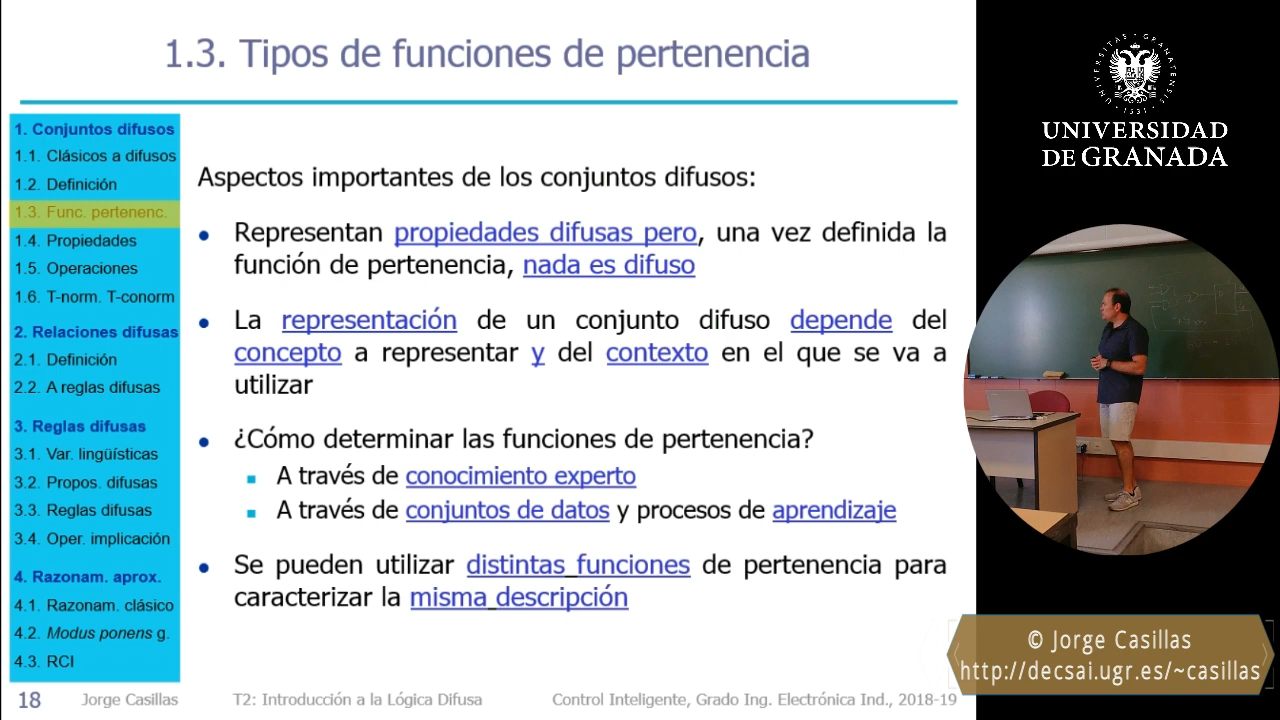 1.3. Tipos de funciones de pertenencia
1. Conjuntos difusos
1.1. Clásicos a difusos
1.2. Definición
1.3. Func. pertenenc.
1.4. Propiedades
1.5. Operaciones
1.6. T-norm. T-conorm
2. Relaciones difusas
2.1. Definición
2.2. A reglas difusas
3. Reglas difusas
3.1. Var. lingüísticas
3.2. Propos. difusas
3.3. Reglas difusas
3.4. Oper. implicación
4. Razonam. aprox.
4.1. Razonam. clásico
4.2. Modus ponens g.
4.3. RCI
Aspectos importantes de los conjuntos difusos:
• Representan propiedades difusas pero, una vez definida la
función de pertenencia, nada es difuso
• La representación de un conjunto difuso depende del
concepto a representar y del contexto en el que se va a
utilizar
• ¿Cómo determinar las funciones de pertenencia?
▪ A través de conocimiento experto
▪ A través de conjuntos de datos y procesos de aprendizaje
• Se pueden utilizar distintas_funciones de pertenencia para
caracterizar la misma_descripción
18 Jorge Casillas T2: Introducción a la Lógica Difusa Control Inteligente, Grado Ing. Electrónica Ind., 2018-19
UNIVERSITAS GRANATENSIS 1531
UNIVERSIDAD
DE GRANADA
© Jorge Casillas
http://decsai.ugr.es/~casillas